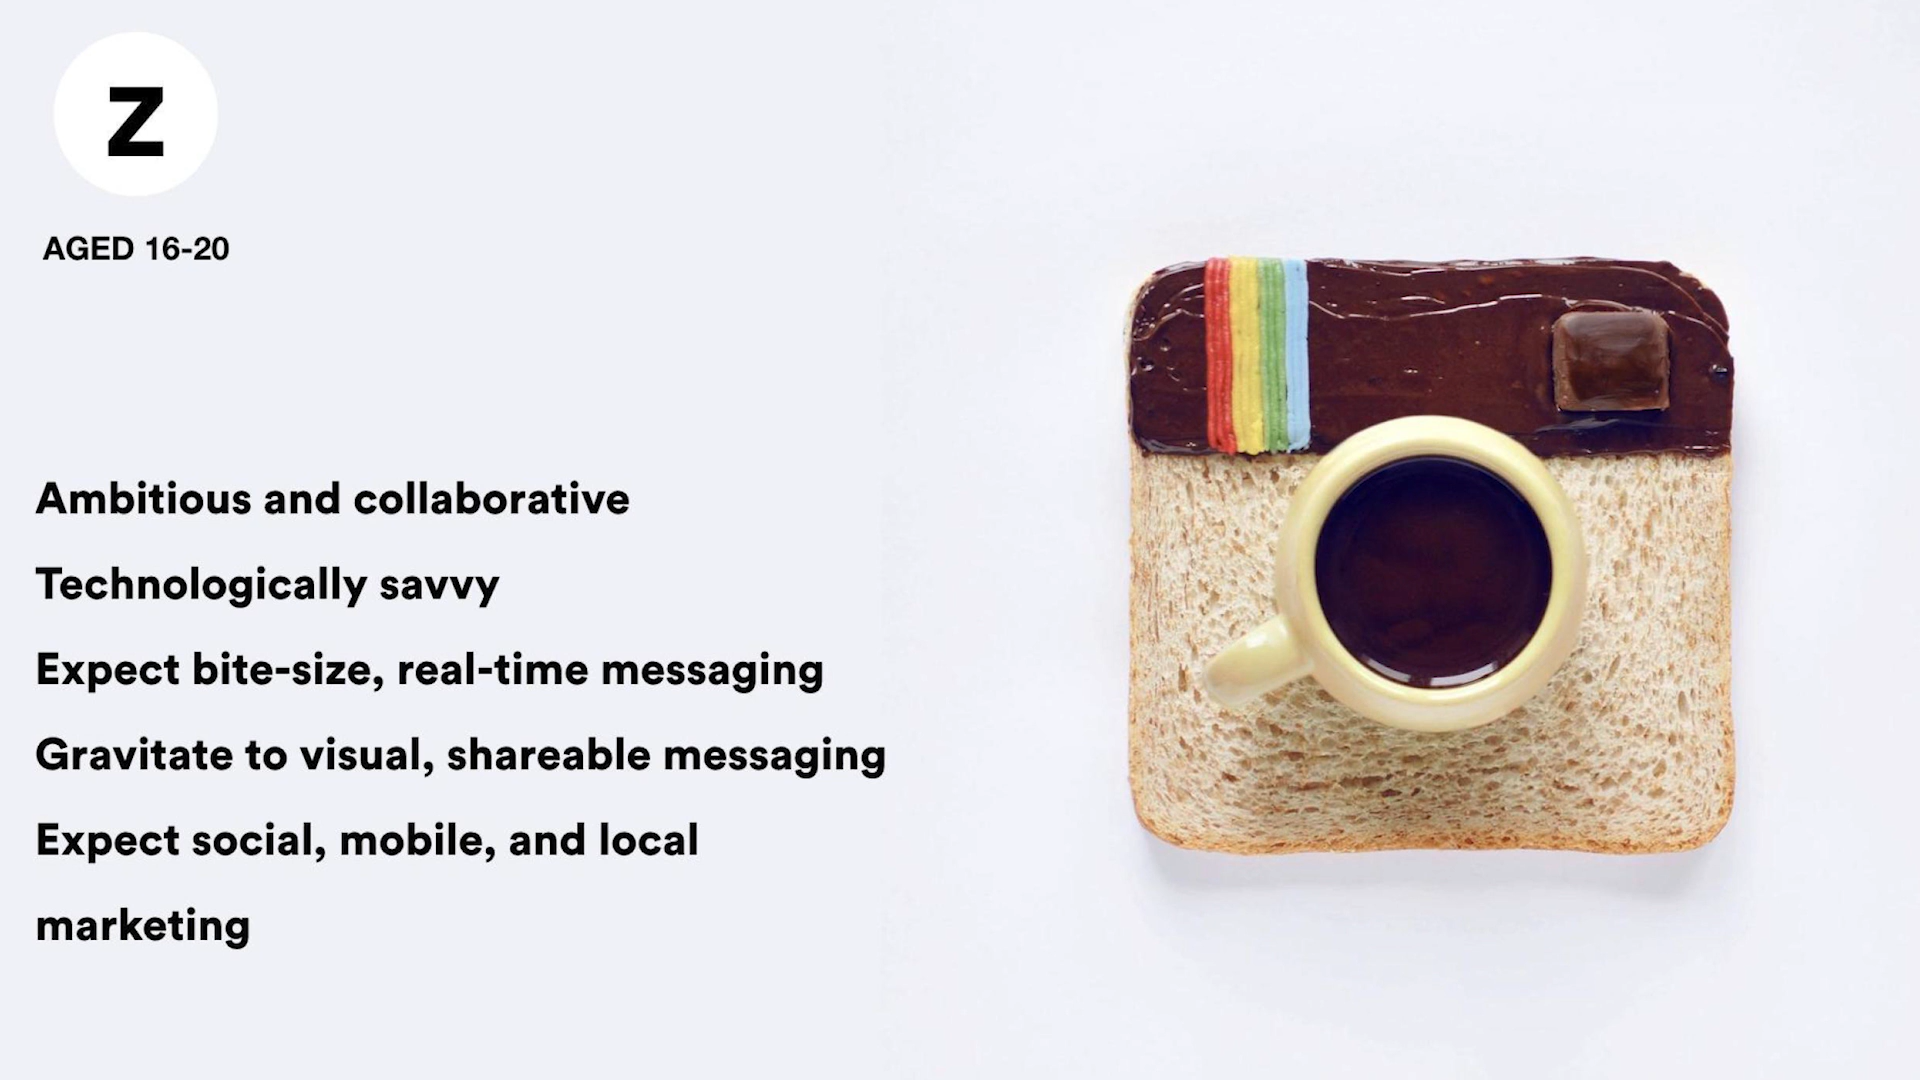 Z
AGED 16-20
Ambitious and collaborative
Technologically savvy
Expect bite-size, real-time messaging
Gravitate to visual, shareable messaging
Expect social, mobile, and local
marketing